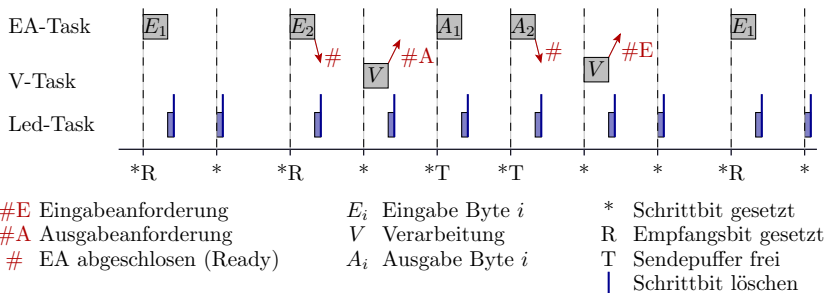 EA-Task E₁ E₂ A₁ A₂ E₁
# #A # #E
V-Task V V
Led-Task
*R * *R * *T *T * * *R *
#E Eingabeanforderung Eᵢ Eingabe Byte i * Schrittbit gesetzt
#A Ausgabeanforderung V Verarbeitung R Empfangsbit gesetzt
# EA abgeschlosen (Ready) Aᵢ Ausgabe Byte i T Sendepuffer frei
Schrittbit löschen